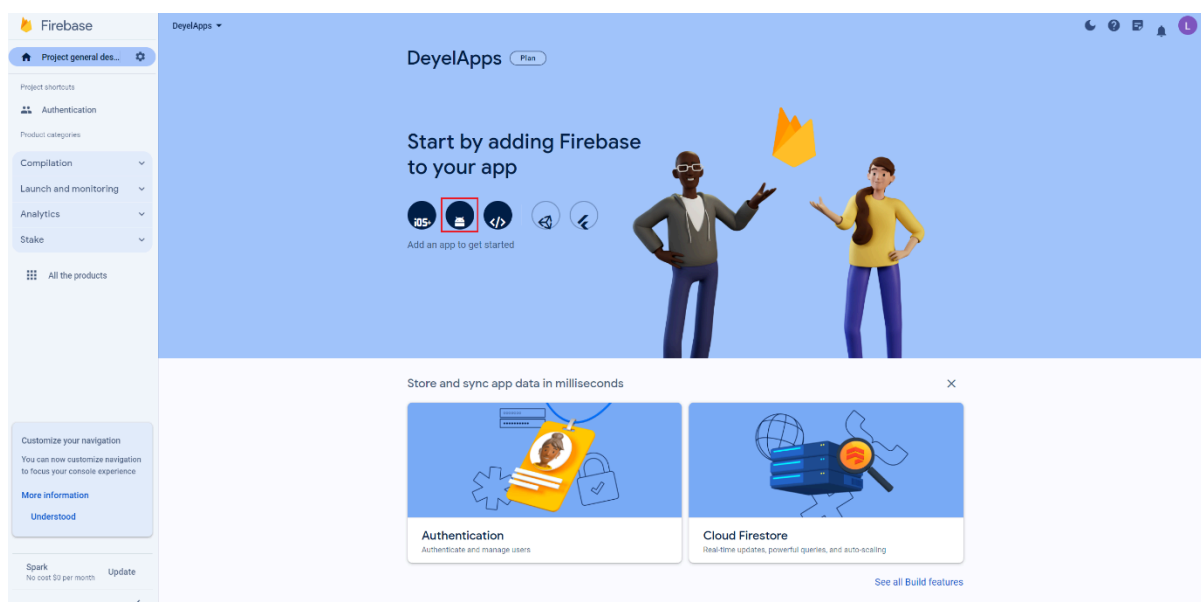 Firebase
DeyelApps
L
Project general des...
Project shortcuts
Authentication
Product categories
Compilation
Launch and monitoring
Analytics
Stake
All the products
Customize your navigation
You can now customize navigation
to focus your console experience
More information
Understood
Spark
No cost $0 per month
Update
DeyelApps
Plan
Start by adding Firebase
to your app
iOS+
</>
Add an app to get started
Store and sync app data in milliseconds
Authentication
Authenticate and manage users
Cloud Firestore
Real-time updates, powerful queries, and auto-scaling
See all Build features